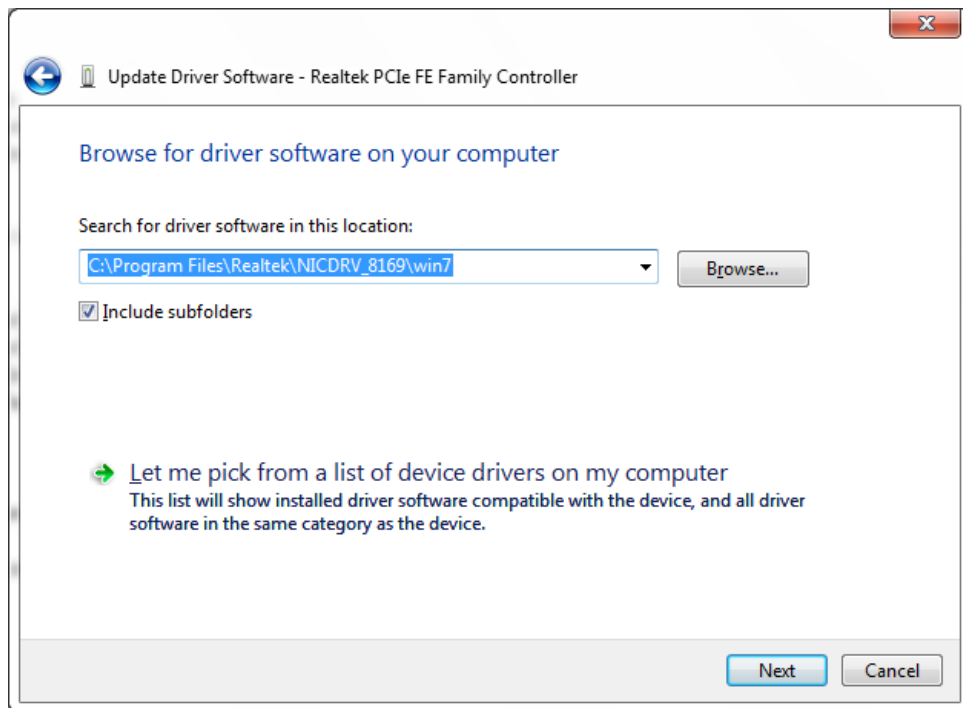 Update Driver Software - Realtek PCIe FE Family Controller
Browse for driver software on your computer
Search for driver software in this location:
C:\Program Files\Realtek\NICDRV_8169\win7
Browse...
Include subfolders
Let me pick from a list of device drivers on my computer
This list will show installed driver software compatible with the device, and all driver
software in the same category as the device.
Next
Cancel